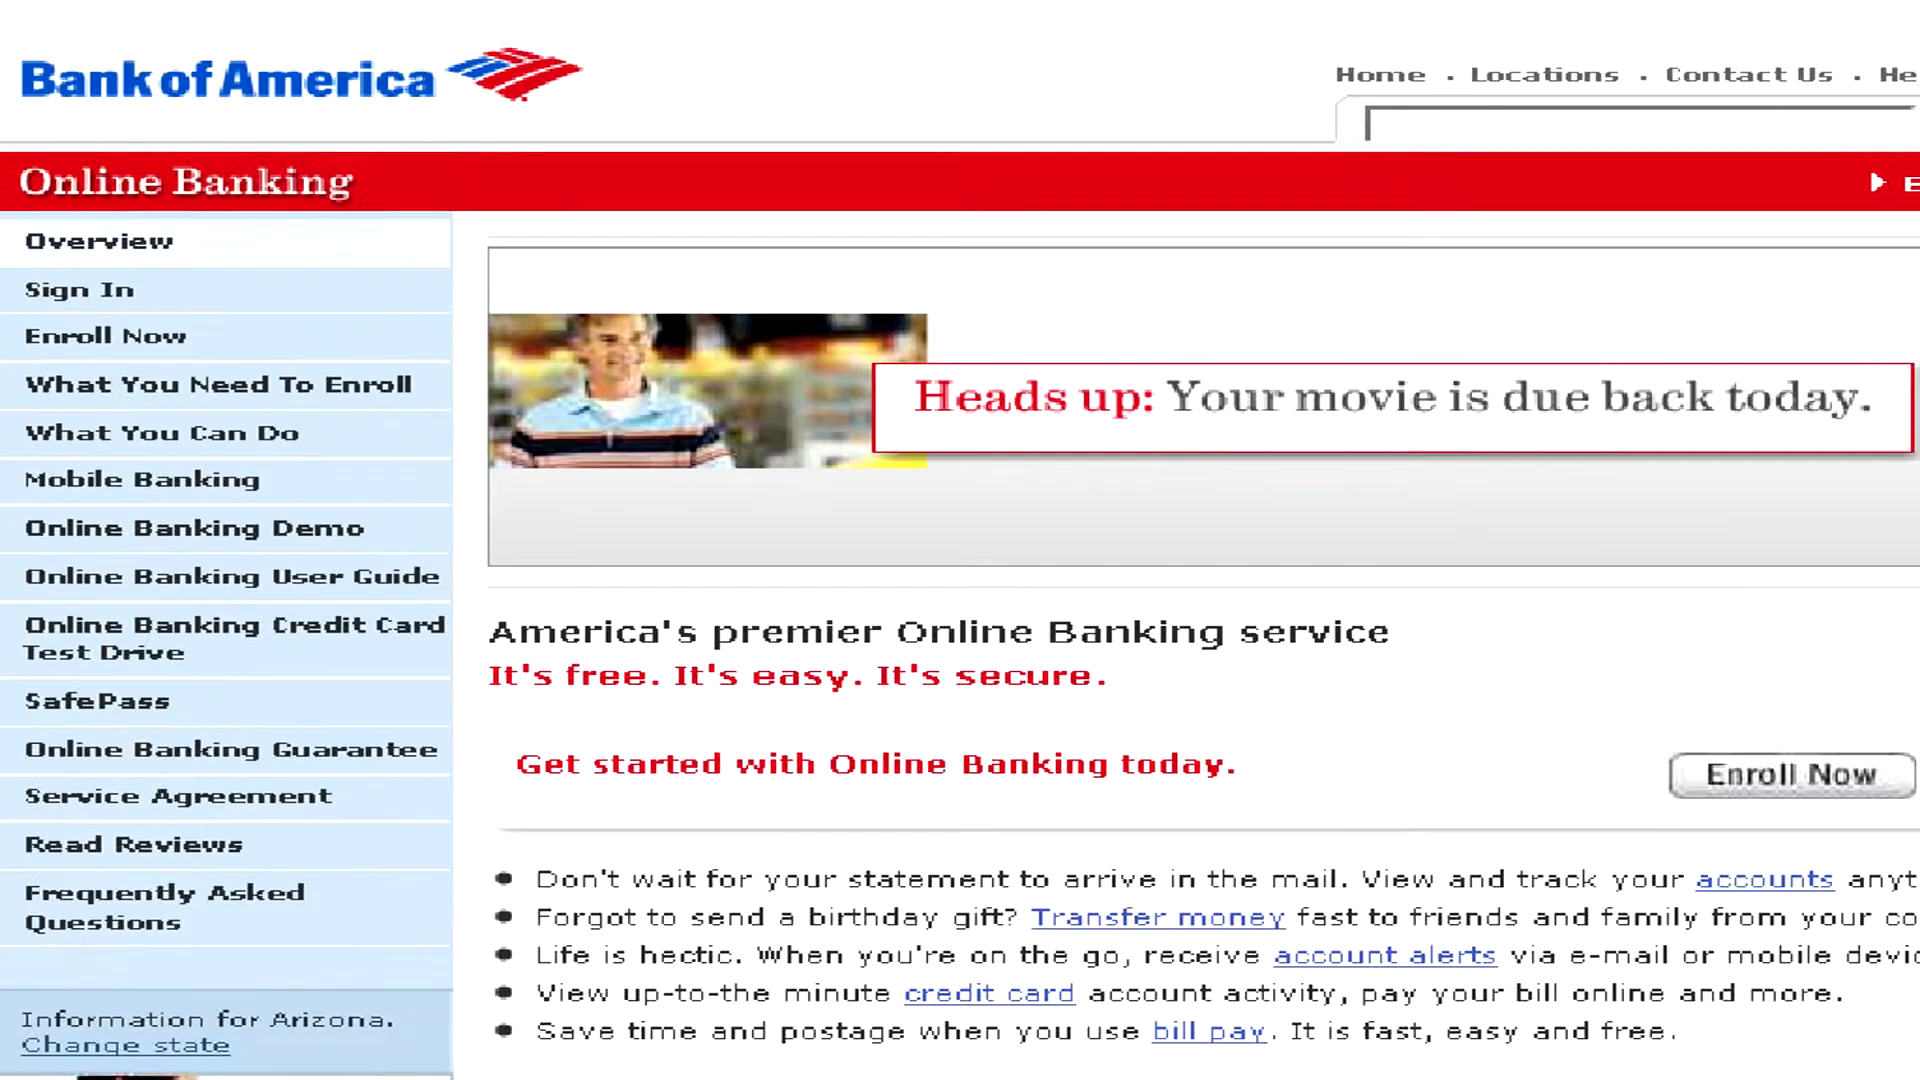 Bank of America
Home · Locations · Contact Us · He
Online Banking
Overview
Sign In
Enroll Now
What You Need To Enroll
What You Can Do
Mobile Banking
Online Banking Demo
Online Banking User Guide
Online Banking Credit Card
Test Drive
SafePass
Online Banking Guarantee
Service Agreement
Read Reviews
Frequently Asked
Questions
Information for Arizona.
Change state
Heads up: Your movie is due back today.
America's premier Online Banking service
It's free. It's easy. It's secure.
Get started with Online Banking today.
Enroll Now
Don't wait for your statement to arrive in the mail. View and track your accounts anyt
Forgot to send a birthday gift? Transfer money fast to friends and family from your co
Life is hectic. When you're on the go, receive account alerts via e-mail or mobile devic
View up-to-the minute credit card account activity, pay your bill online and more.
Save time and postage when you use bill pay. It is fast, easy and free.